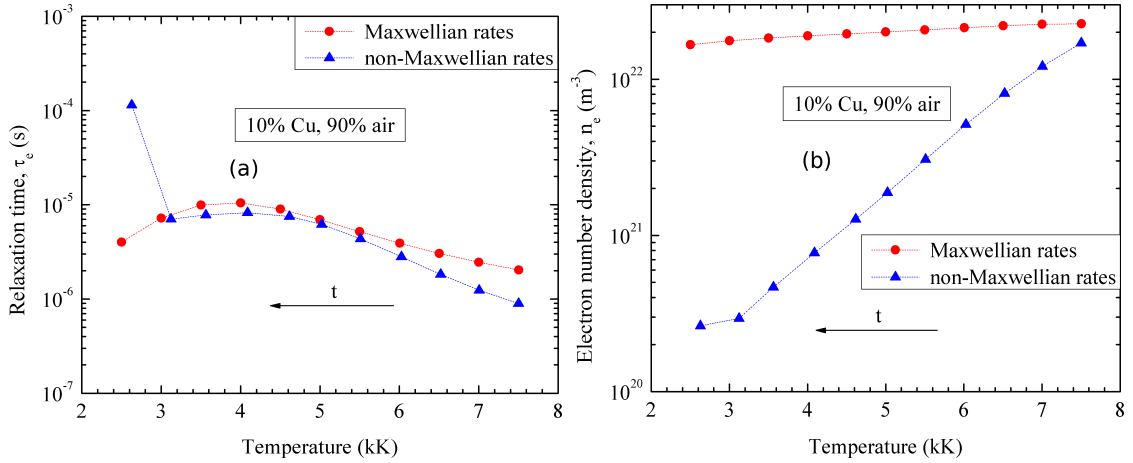 10⁻³
10⁻⁴
10⁻⁵
10⁻⁶
10⁻⁷
Relaxation time, τ_e (s)
Maxwellian rates
non-Maxwellian rates
10% Cu, 90% air
(a)
t
2 3 4 5 6 7 8
Temperature (kK)
10²²
10²¹
10²⁰
Electron number density, n_e (m⁻³)
10% Cu, 90% air
(b)
Maxwellian rates
non-Maxwellian rates
t
2 3 4 5 6 7 8
Temperature (kK)